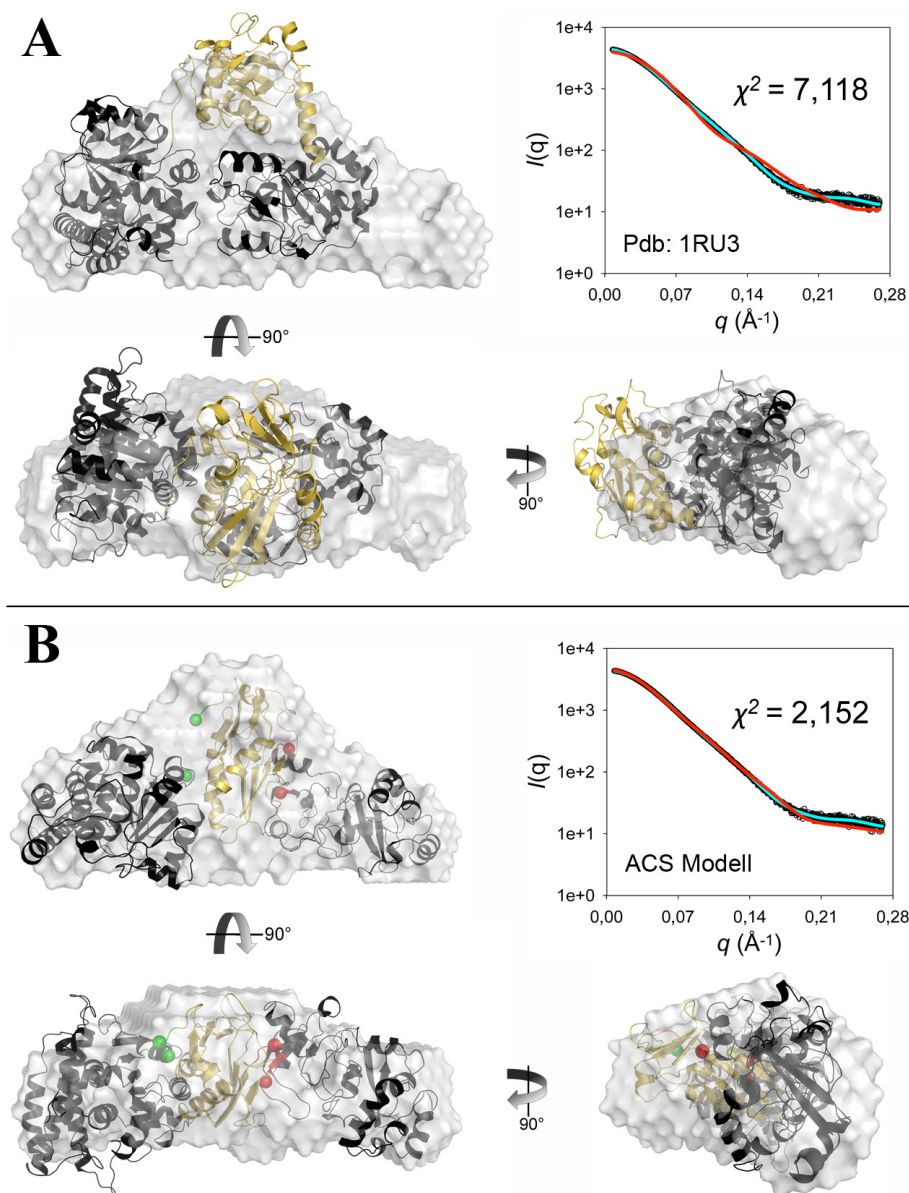 A
1e+4
1e+3
1e+2
1e+1
1e+0
I(q)
χ² = 7,118
Pdb: 1RU3
0,00 0,07 0,14 0,21 0,28
q (Å⁻¹)
90°
90°
B
1e+4
1e+3
1e+2
1e+1
1e+0
I(q)
χ² = 2,152
ACS Modell
0,00 0,07 0,14 0,21 0,28
q (Å⁻¹)
90°
90°